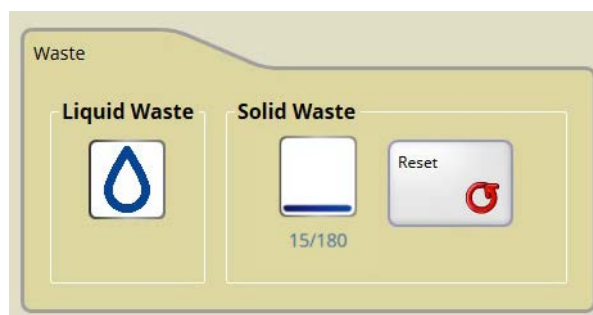 Waste
Liquid Waste
Solid Waste
Reset
15/180